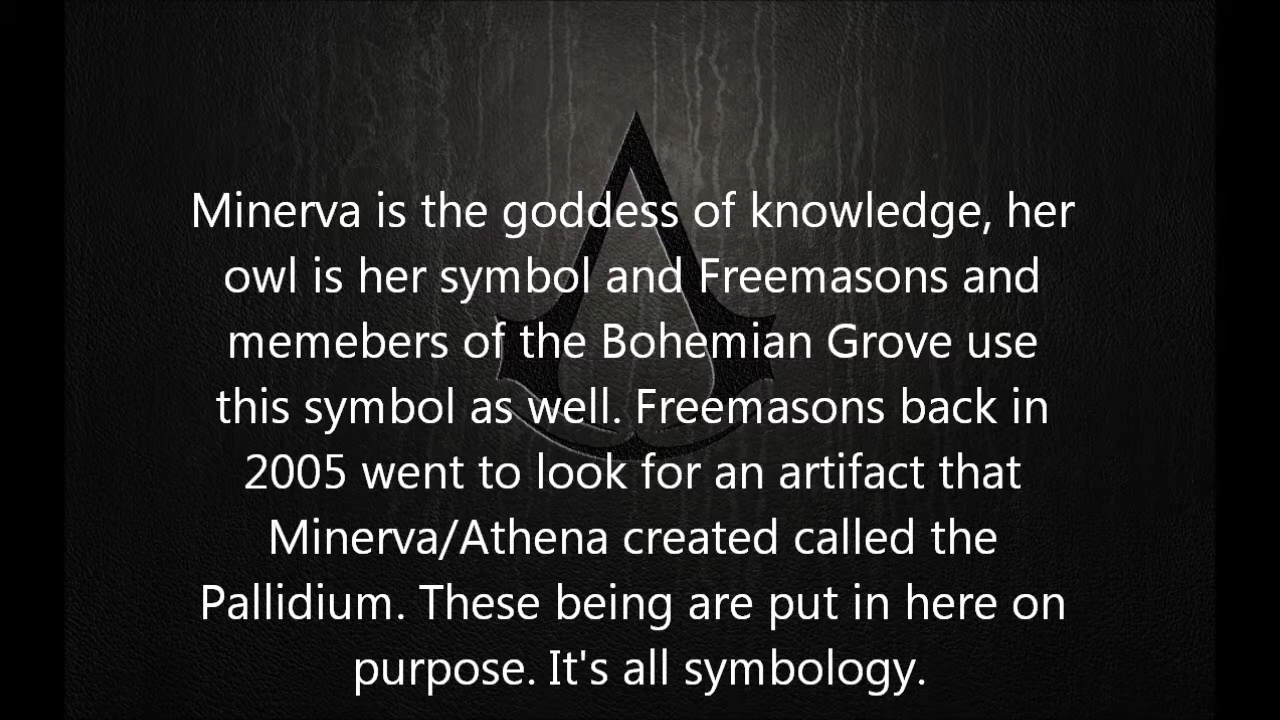 Minerva is the goddess of knowledge, her
owl is her symbol and Freemasons and
memebers of the Bohemian Grove use
this symbol as well. Freemasons back in
2005 went to look for an artifact that
Minerva/Athena created called the
Pallidium. These being are put in here on
purpose. It's all symbology.